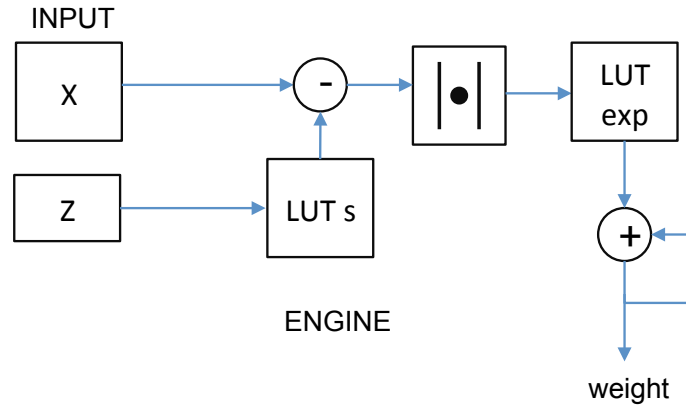 INPUT
X
-
|•|
LUT
exp
Z
LUT s
+
ENGINE
weight